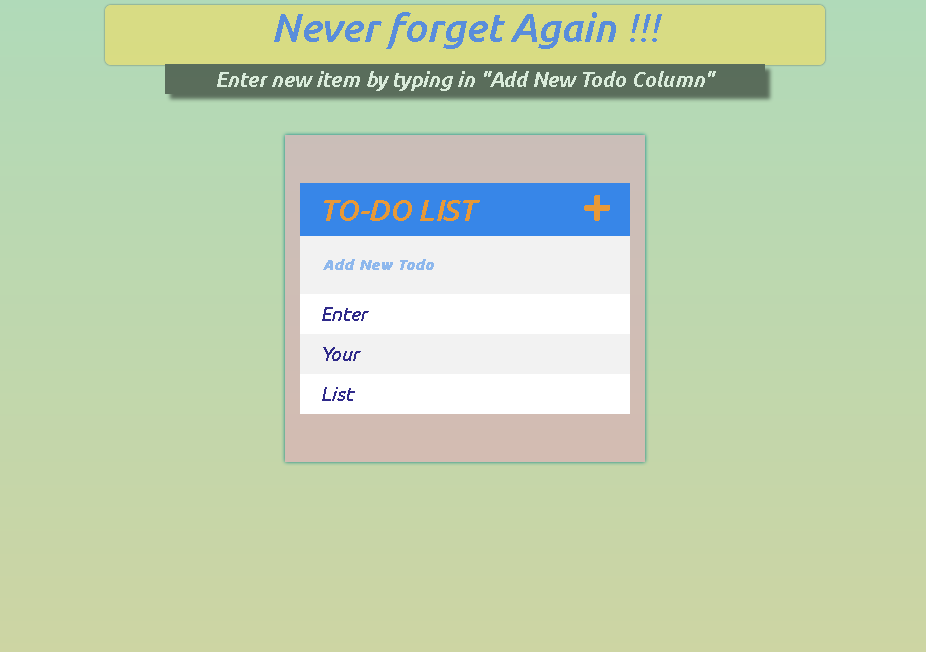 Never forget Again !!!
Enter new item by typing in "Add New Todo Column"
TO-DO LIST +
Add New Todo
Enter
Your
List